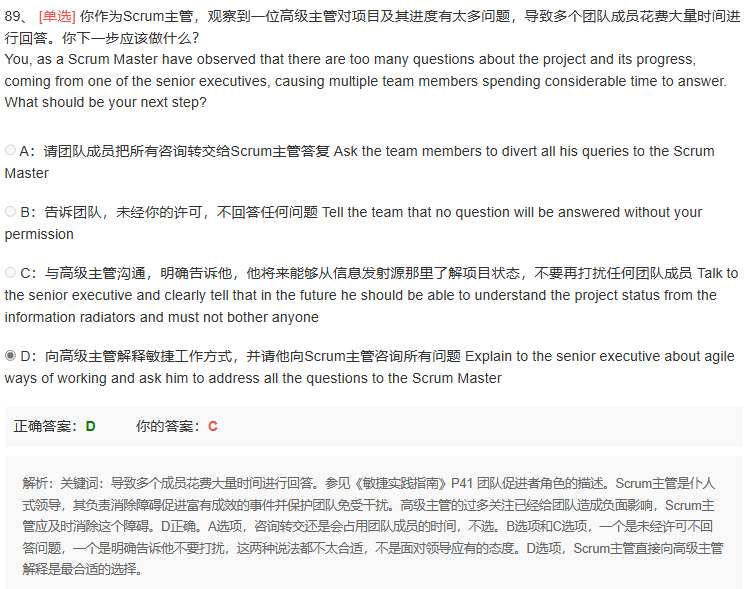 89、 [单选] 你作为Scrum主管，观察到一位高级主管对项目及其进度有太多问题，导致多个团队成员花费大量时间进
行回答。你下一步应该做什么？
You, as a Scrum Master have observed that there are too many questions about the project and its progress,
coming from one of the senior executives, causing multiple team members spending considerable time to answer.
What should be your next step?
A：请团队成员把所有咨询转交给Scrum主管答复 Ask the team members to divert all his queries to the Scrum
Master
B：告诉团队，未经你的许可，不回答任何问题 Tell the team that no question will be answered without your
permission
C：与高级主管沟通，明确告诉他，他将来能够从信息发射源那里了解项目状态，不要再打扰任何团队成员 Talk to
the senior executive and clearly tell that in the future he should be able to understand the project status from the
information radiators and must not bother anyone
D：向高级主管解释敏捷工作方式，并请他向Scrum主管咨询所有问题 Explain to the senior executive about agile
ways of working and ask him to address all the questions to the Scrum Master
正确答案：D 你的答案：C
解析：关键词：导致多个成员花费大量时间进行回答。参见《敏捷实践指南》P41 团队促进者角色的描述。Scrum主管是仆人
式领导，其负责消除障碍促进富有成效的事件并保护团队免受干扰。高级主管的过多关注已经给团队造成负面影响，Scrum主
管应及时消除这个障碍。D正确。A选项，咨询转交还是会占用团队成员的时间，不选。B选项和C选项，一个是未经许可不回
答问题，一个是明确告诉他不要打扰，这两种说法都不太合适，不是面对领导应有的态度。D选项，Scrum主管直接向高级主管
解释是最合适的选择。